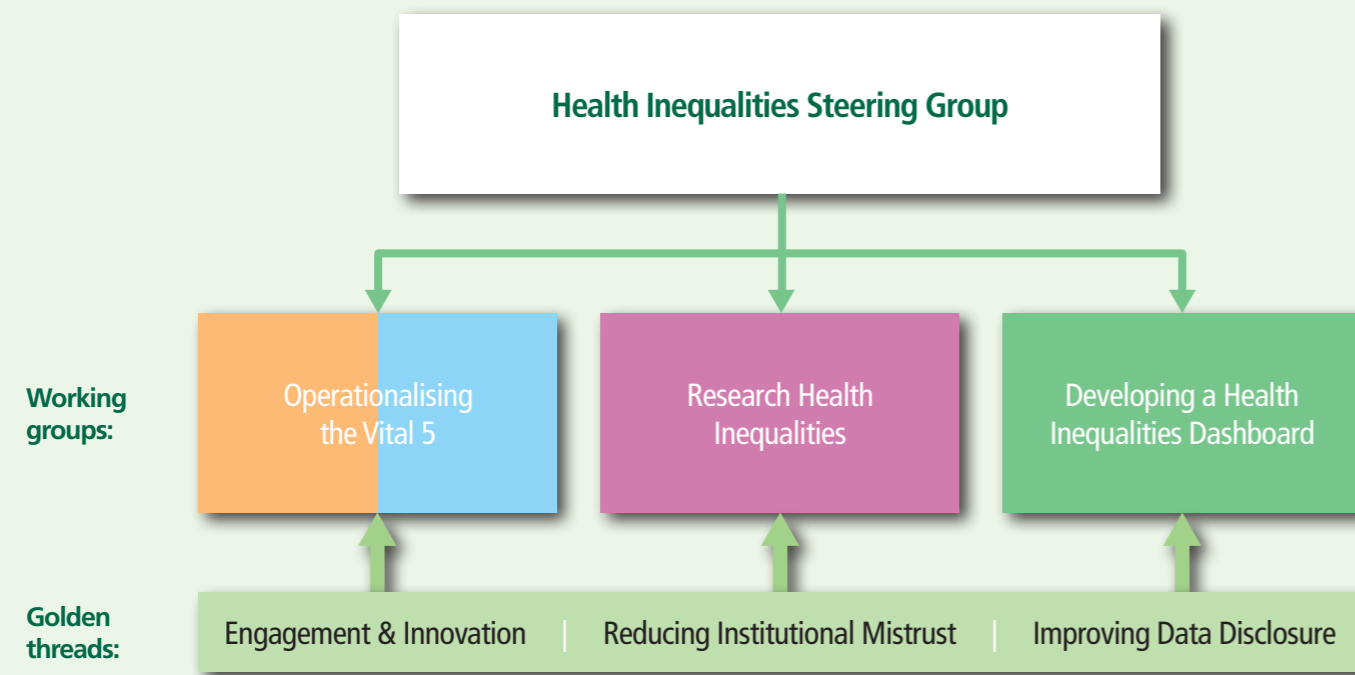 Health Inequalities Steering Group
Working
groups:
Operationalising
the Vital 5
Research Health
Inequalities
Developing a Health
Inequalities Dashboard
Golden
threads:
Engagement & Innovation | Reducing Institutional Mistrust | Improving Data Disclosure